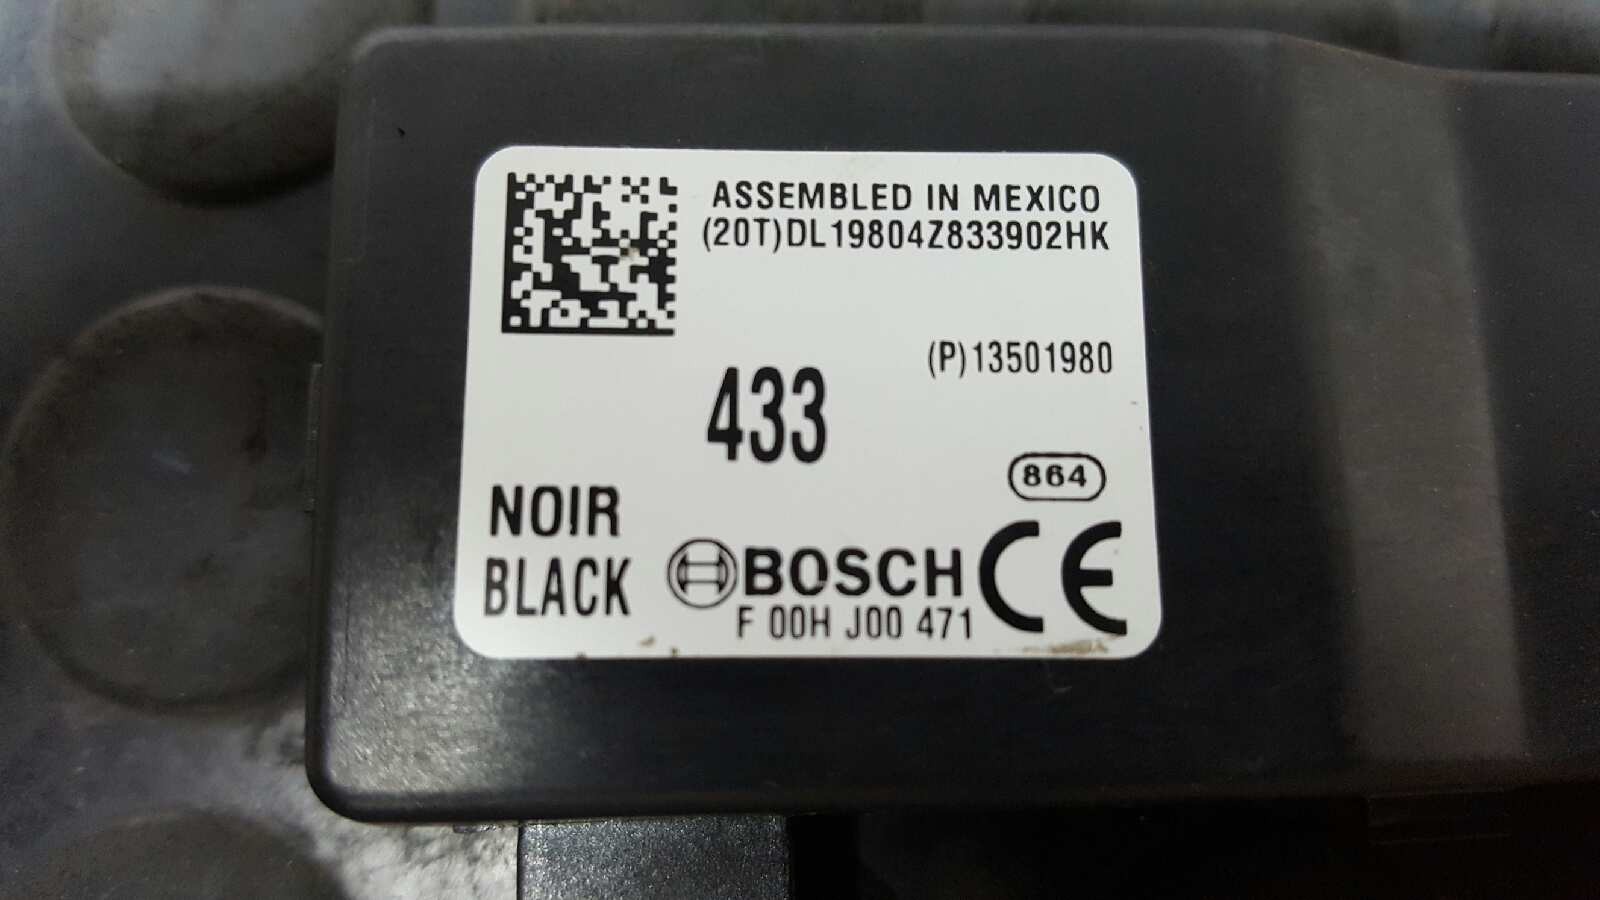 ASSEMBLED IN MEXICO
(20T)DL19804Z833902HK
(P)13501980
433
864
NOIR
BLACK
BOSCH CE
F 00H J00 471